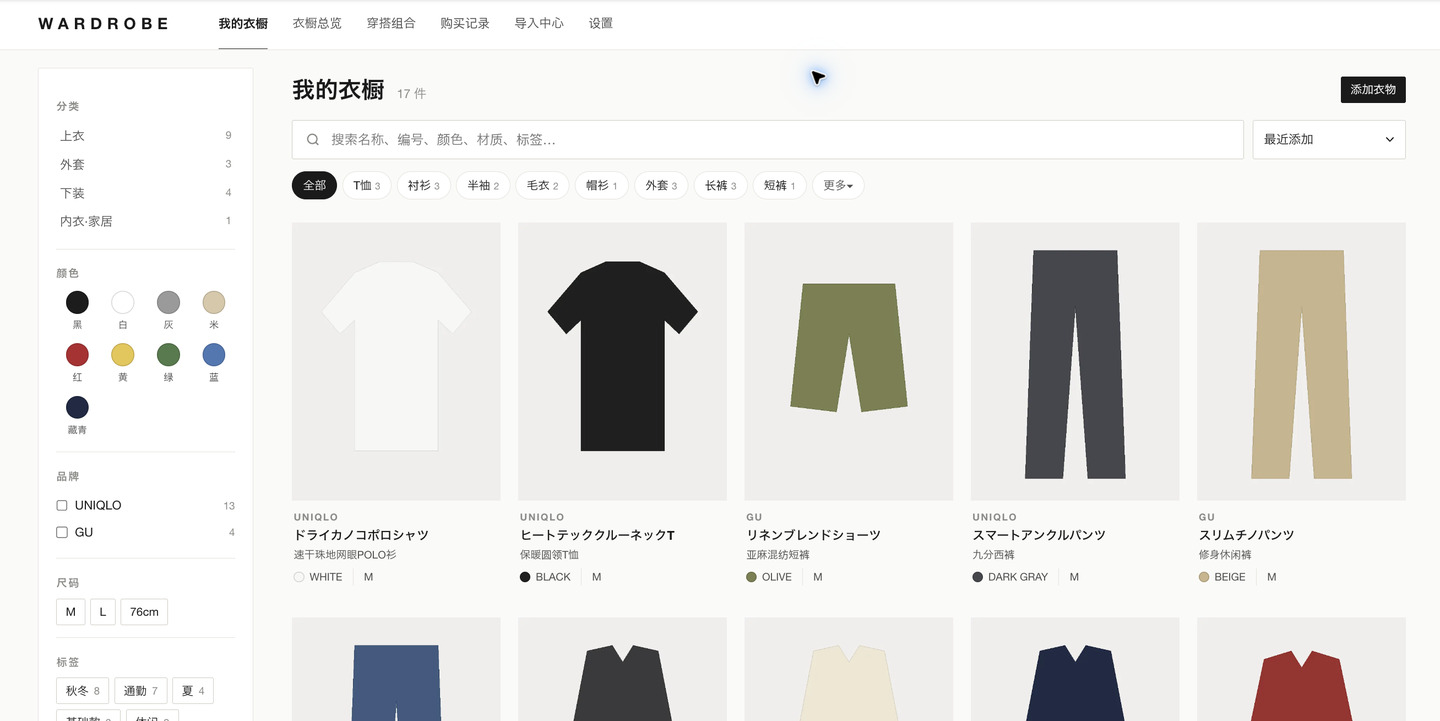 WARDROBE 我的衣橱 衣橱总览 穿搭组合 购买记录 导入中心 设置
分类
上衣 9
外套 3
下装 4
内衣·家居 1
颜色
黑 白 灰 米
红 黄 绿 蓝
藏青
品牌
UNIQLO 13
GU 4
尺码
M L 76cm
标签
秋冬 8 通勤 7 夏 4
我的衣橱 17 件
添加衣物
搜索名称、编号、颜色、材质、标签…
最近添加
全部 T恤 3 衬衫 3 半袖 2 毛衣 2 帽衫 1 外套 3 长裤 3 短裤 1 更多
UNIQLO
ドライカノコポロシャツ
速干珠地网眼POLO衫
WHITE M
UNIQLO
ヒートテッククルーネックT
保暖圆领T恤
BLACK M
GU
リネンブレンドショーツ
亚麻混纺短裤
OLIVE M
UNIQLO
スマートアンクルパンツ
九分西裤
DARK GRAY M
GU
スリムチノパンツ
修身休闲裤
BEIGE M